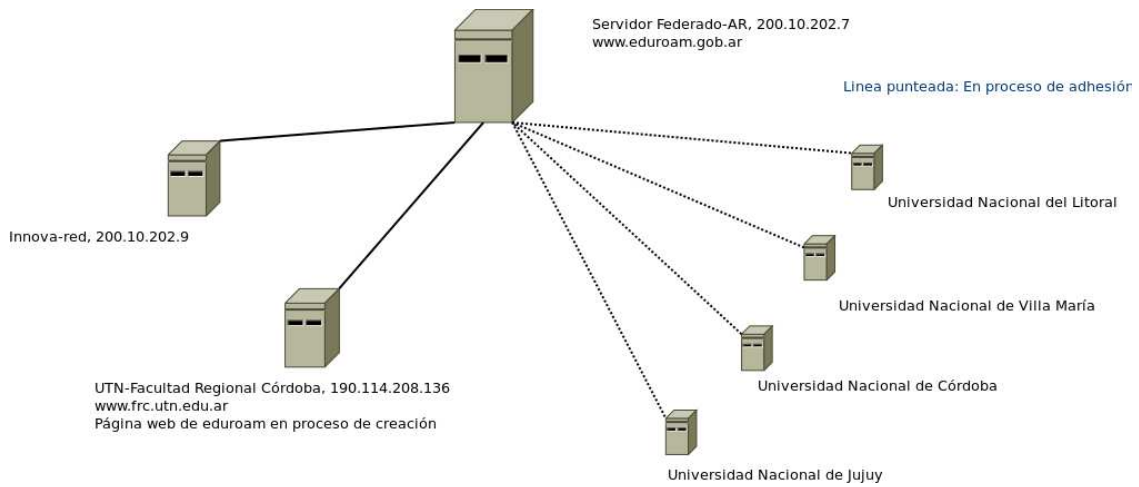 Servidor Federado-AR, 200.10.202.7
www.eduroam.gob.ar
Linea punteada: En proceso de adhesión
Universidad Nacional del Litoral
Innova-red, 200.10.202.9
Universidad Nacional de Villa María
UTN-Facultad Regional Córdoba, 190.114.208.136
www.frc.utn.edu.ar
Página web de eduroam en proceso de creación
Universidad Nacional de Córdoba
Universidad Nacional de Jujuy